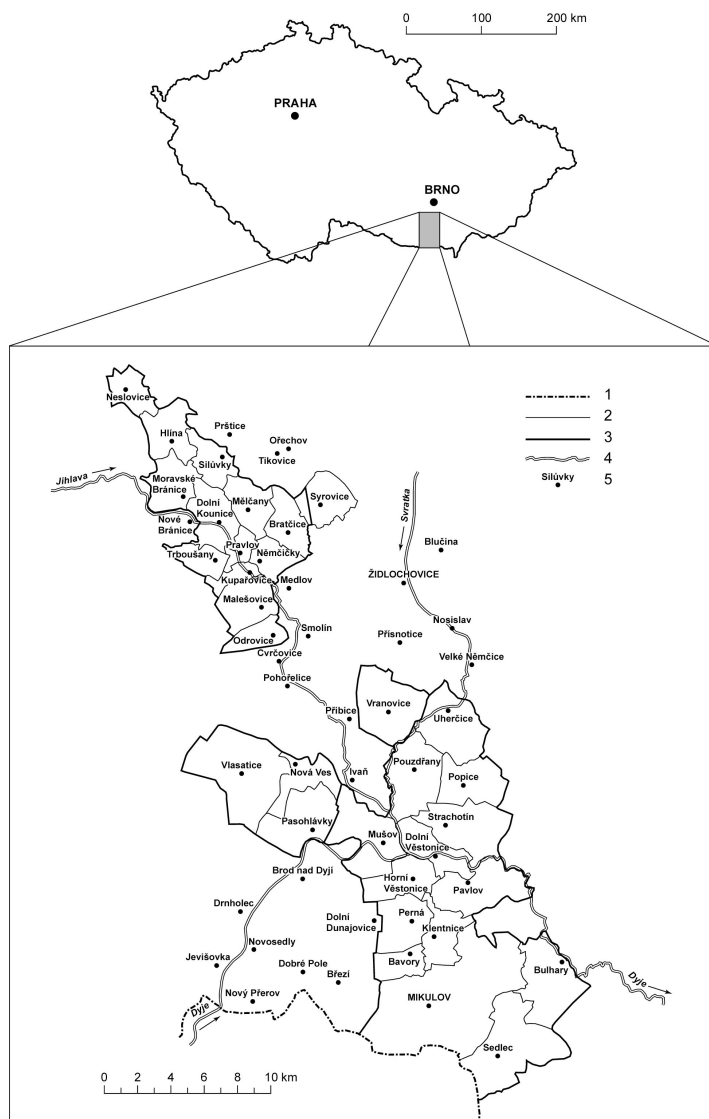 0 100 200 km
PRAHA
BRNO
Neslovice
1
2
3
4
Silúvky
5
Hlína
Prštice
Ořechov
Tikovice
Silúvky
Jihlava
Moravské
Bránice
Dolní
Kounice
Mělčany
Syrovice
Nové
Bránice
Bratčice
Svratka
Blučina
Pravlov
Trboušany
Němčičky
Kupařovice
Medlov
ŽIDLOCHOVICE
Malešovice
Odrovice
Smolín
Nosislav
Přísnotice
Cvrčovice
Velké Němčice
Pohořelice
Přibice
Vranovice
Uherčice
Vlasatice
Nová Ves
Ivaň
Pouzdřany
Popice
Pasohlávky
Strachotín
Mušov
Dolní
Věstonice
Brod nad Dyjí
Horní
Věstonice
Pavlov
Drnholec
Dolní
Dunajovice
Perná
Klentnice
Novosedly
Jevišovka
Dobré Pole
Březí
Bavory
Bulhary
Dyje
Nový Přerov
MIKULOV
Dyje
Sedlec
0 2 4 6 8 10 km